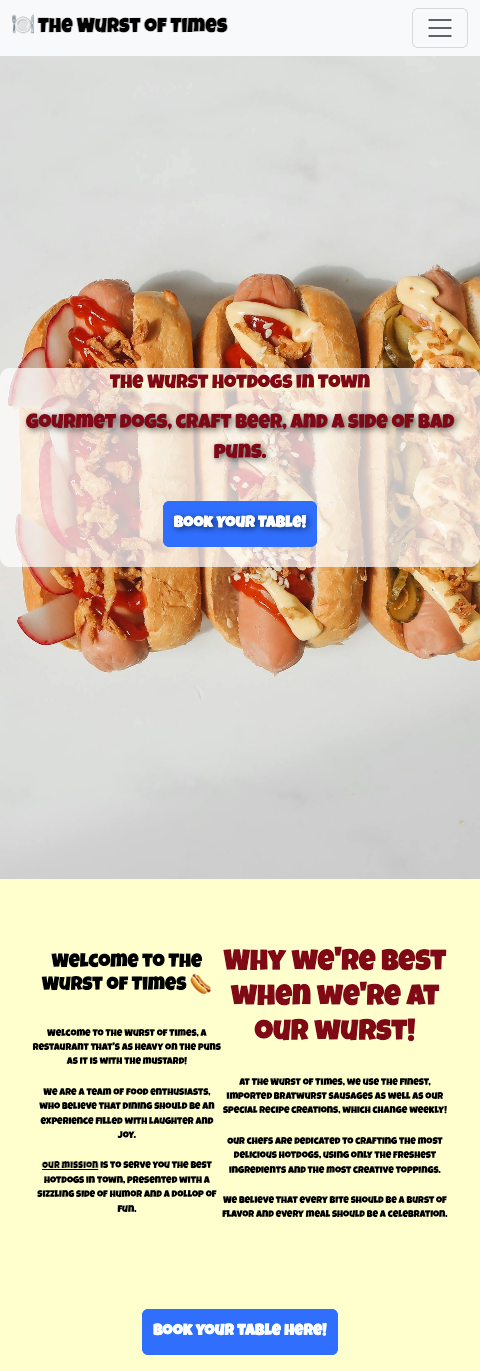 🍽️ The Wurst of Times
The Wurst Hotdogs in Town
Gourmet dogs, craft beer, and a side of bad
puns.
Book your table!
Welcome to The
Wurst of Times 🌭
Welcome to The Wurst of Times, a
restaurant that's as heavy on the puns
as it is with the mustard!
We are a team of food enthusiasts,
who believe that dining should be an
experience filled with laughter and
joy.
Our mission is to serve you the best
hotdogs in town, presented with a
sizzling side of humor and a dollop of
fun.
Why we're best
when we're at
our wurst!
At The Wurst of Times, we use the finest,
imported bratwurst sausages as well as our
special recipe creations, which change weekly!
Our chefs are dedicated to crafting the most
delicious hotdogs, using only the freshest
ingredients and the most creative toppings.
We believe that every bite should be a burst of
flavor and every meal should be a celebration.
Book your table here!